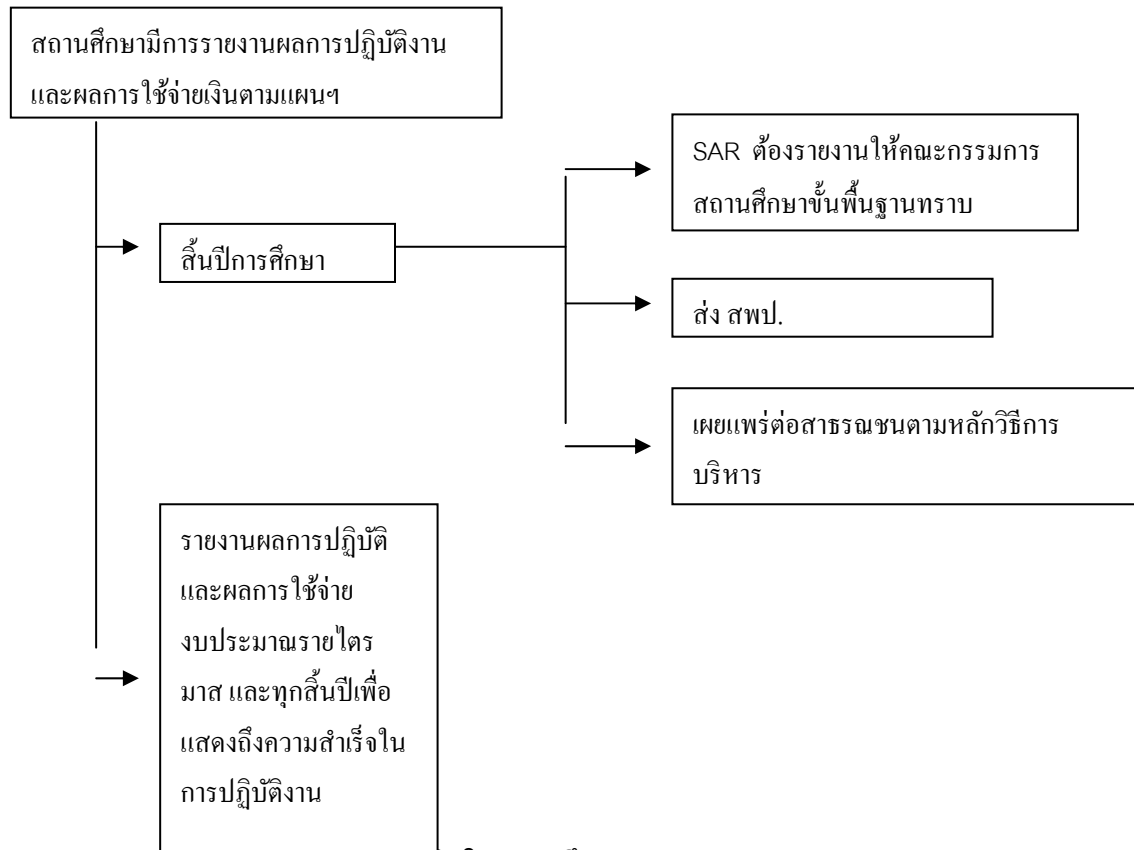 สถานศึกษามีการรายงานผลการปฏิบัติงาน
และผลการใช้จ่ายเงินตามแผนฯ
SAR ต้องรายงานให้คณะกรรมการ
สถานศึกษาขั้นพื้นฐานทราบ
สิ้นปีการศึกษา
ส่ง สพป.
เผยแพร่ต่อสาธรณชนตามหลักวิธีการ
บริหาร
รายงานผลการปฏิบัติ
และผลการใช้จ่าย
งบประมาณรายไตร
มาส และทุกสิ้นปีเพื่อ
แสดงถึงความสำเร็จใน
การปฏิบัติงาน